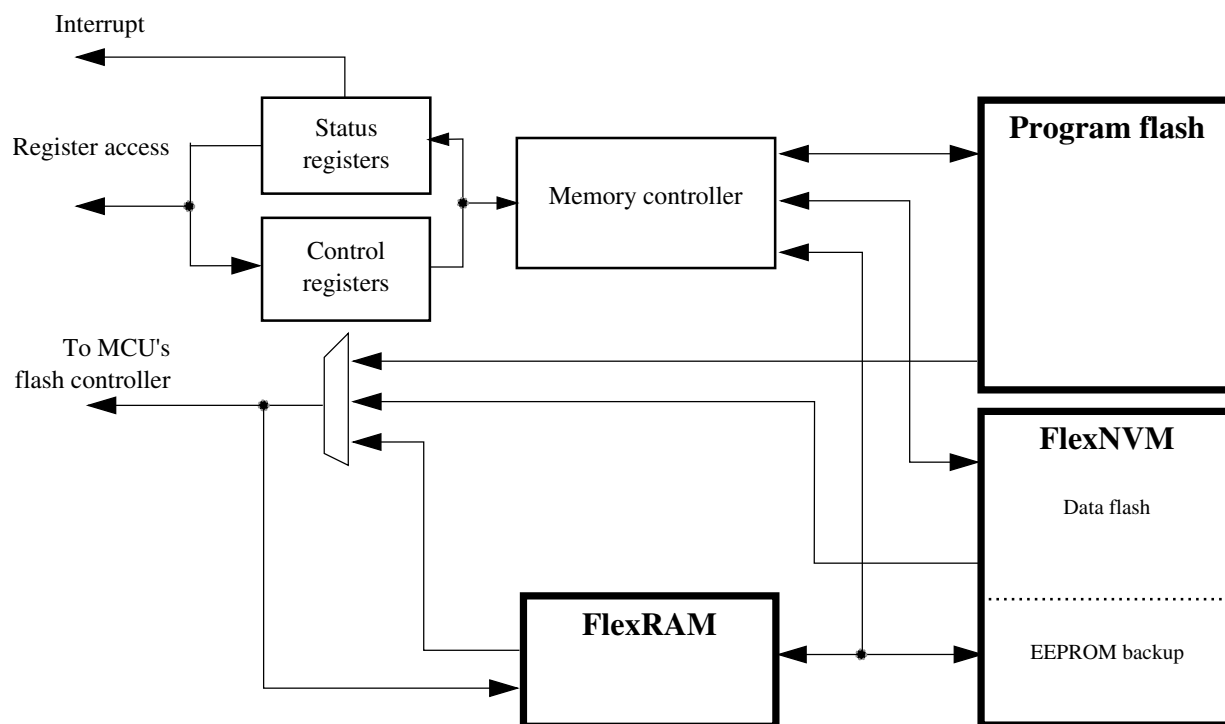 Interrupt
Register access
Status
registers
Control
registers
Memory controller
Program flash
To MCU's
flash controller
FlexNVM
Data flash
EEPROM backup
FlexRAM